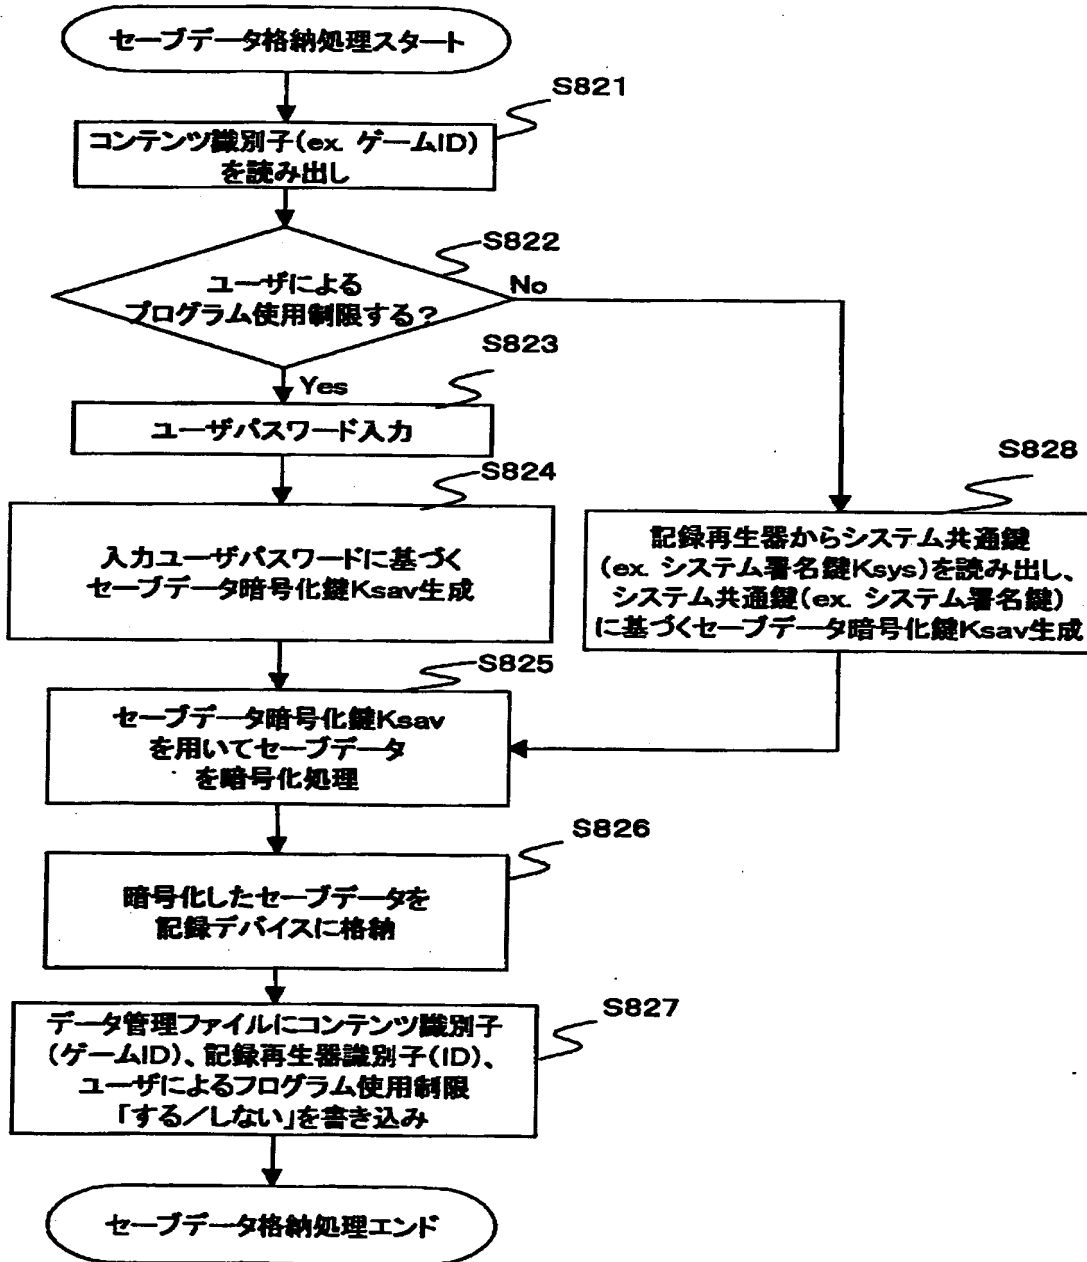 セーブデータ格納処理スタート
S821
コンテンツ識別子(ex. ゲームID)
を読み出し
S822
ユーザによる
プログラム使用制限する?
No
S823
Yes
ユーザパスワード入力
S824
入力ユーザパスワードに基づく
セーブデータ暗号化鍵Ksav生成
S828
記録再生器からシステム共通鍵
(ex. システム署名鍵Ksys)を読み出し、
システム共通鍵(ex. システム署名鍵)
に基づくセーブデータ暗号化鍵Ksav生成
S825
セーブデータ暗号化鍵Ksav
を用いてセーブデータ
を暗号化処理
S826
暗号化したセーブデータを
記録デバイスに格納
S827
データ管理ファイルにコンテンツ識別子
(ゲームID)、記録再生器識別子(ID)、
ユーザによるプログラム使用制限
「する/しない」を書き込み
セーブデータ格納処理エンド